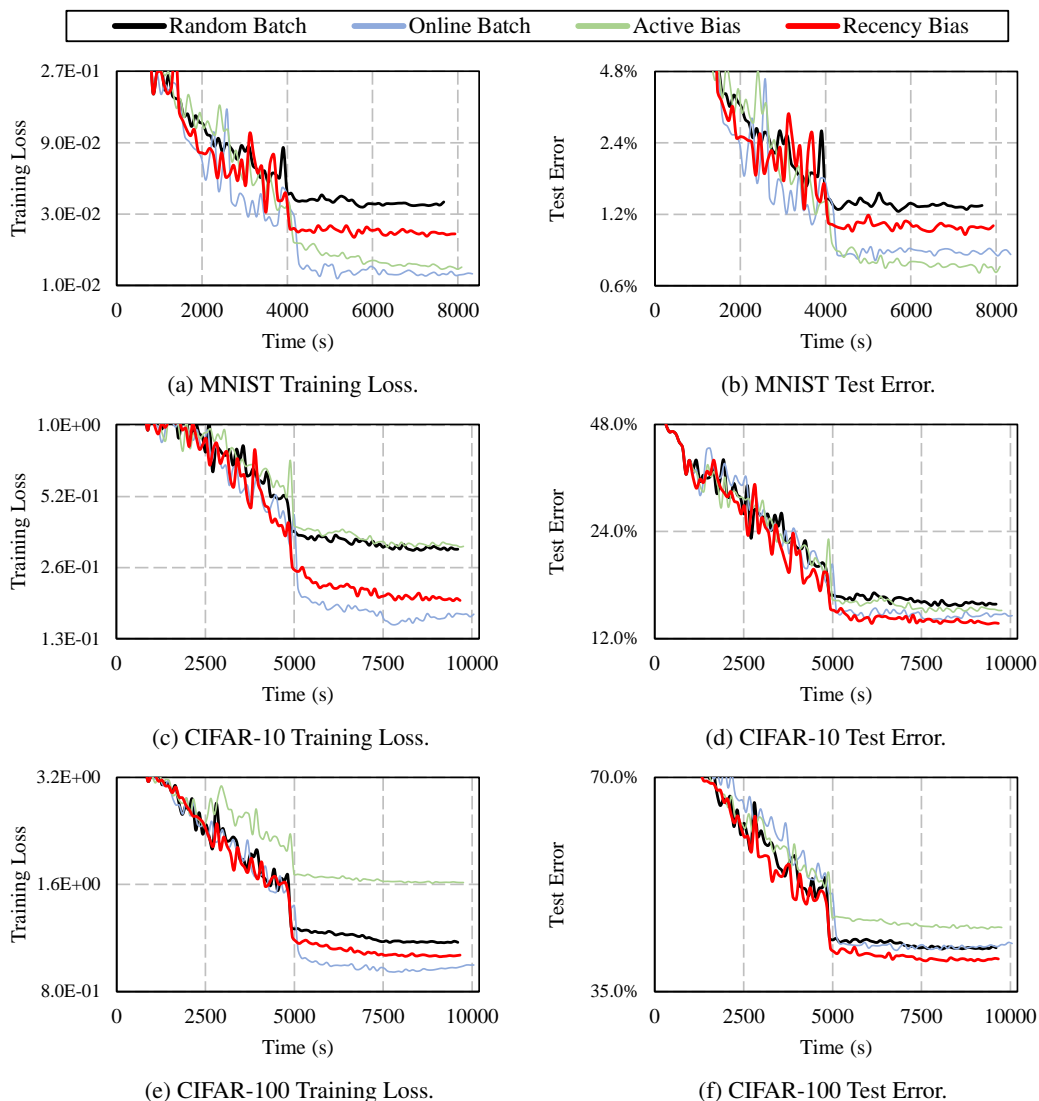 Random Batch Online Batch Active Bias Recency Bias
2.7E-01
9.0E-02
3.0E-02
1.0E-02
Training Loss
0 2000 4000 6000 8000
Time (s)
(a) MNIST Training Loss.
4.8%
2.4%
1.2%
0.6%
Test Error
0 2000 4000 6000 8000
Time (s)
(b) MNIST Test Error.
1.0E+00
5.2E-01
2.6E-01
1.3E-01
Training Loss
0 2500 5000 7500 10000
Time (s)
(c) CIFAR-10 Training Loss.
48.0%
24.0%
12.0%
Test Error
0 2500 5000 7500 10000
Time (s)
(d) CIFAR-10 Test Error.
3.2E+00
1.6E+00
8.0E-01
Training Loss
0 2500 5000 7500 10000
Time (s)
(e) CIFAR-100 Training Loss.
70.0%
35.0%
Test Error
0 2500 5000 7500 10000
Time (s)
(f) CIFAR-100 Test Error.